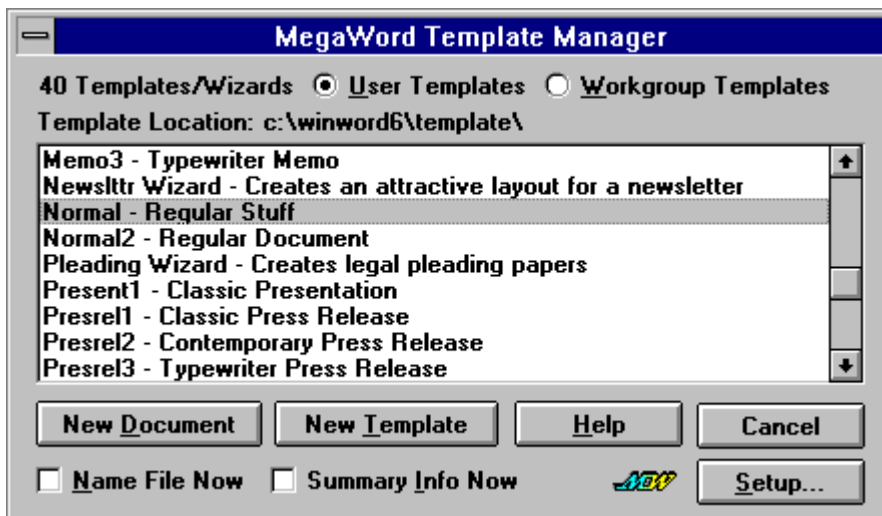 MegaWord Template Manager
40 Templates/Wizards User Templates Workgroup Templates
Template Location: c:\winword6\template\
Memo3 - Typewriter Memo
Newslttr Wizard - Creates an attractive layout for a newsletter
Normal - Regular Stuff
Normal2 - Regular Document
Pleading Wizard - Creates legal pleading papers
Present1 - Classic Presentation
Presrel1 - Classic Press Release
Presrel2 - Contemporary Press Release
Presrel3 - Typewriter Press Release
New Document New Template Help Cancel
Name File Now Summary Info Now Setup...